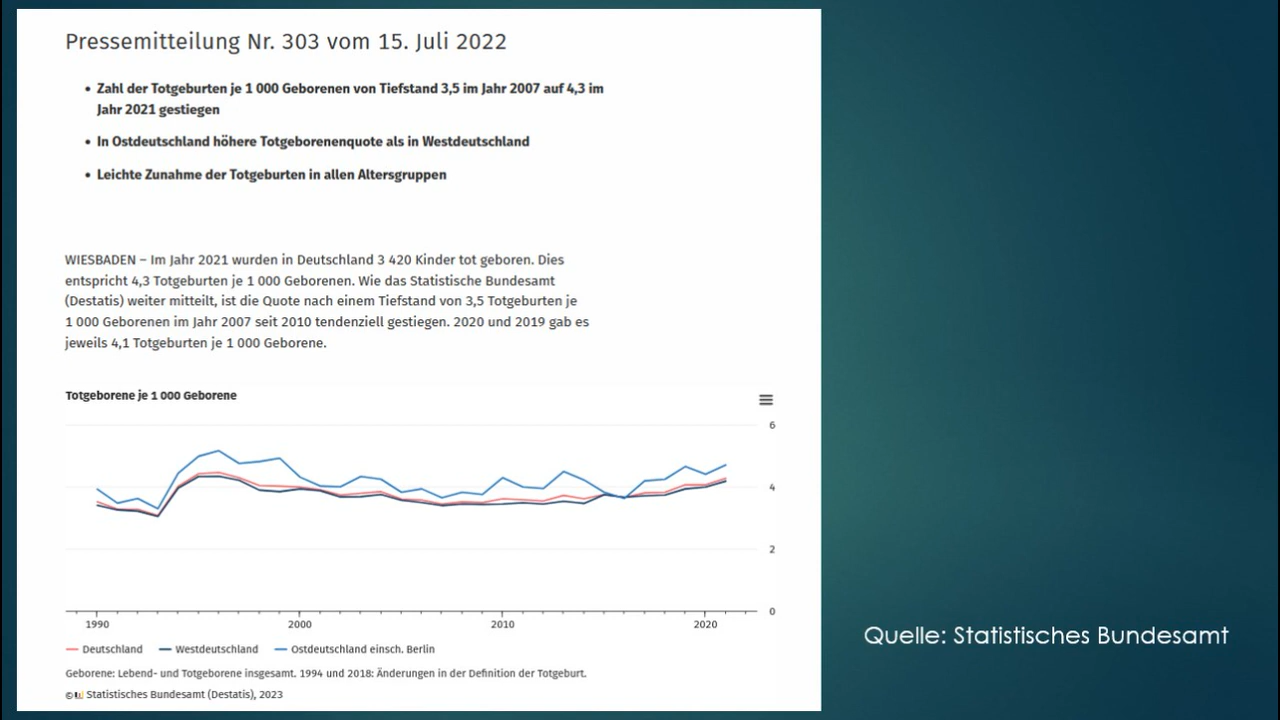 Pressemitteilung Nr. 303 vom 15. Juli 2022
• Zahl der Totgeburten je 1 000 Geborenen von Tiefstand 3,5 im Jahr 2007 auf 4,3 im
Jahr 2021 gestiegen
• In Ostdeutschland höhere Totgeborenenquote als in Westdeutschland
• Leichte Zunahme der Totgeburten in allen Altersgruppen
WIESBADEN – Im Jahr 2021 wurden in Deutschland 3 420 Kinder tot geboren. Dies
entspricht 4,3 Totgeburten je 1 000 Geborenen. Wie das Statistische Bundesamt
(Destatis) weiter mitteilt, ist die Quote nach einem Tiefstand von 3,5 Totgeburten je
1 000 Geborenen im Jahr 2007 seit 2010 tendenziell gestiegen. 2020 und 2019 gab es
jeweils 4,1 Totgeburten je 1 000 Geborene.
Totgeborene je 1 000 Geborene
6
4
2
0
1990 2000 2010 2020
Deutschland Westdeutschland Ostdeutschland einsch. Berlin
Geborene: Lebend- und Totgeborene insgesamt. 1994 und 2018: Änderungen in der Definition der Totgeburt.
© Statistisches Bundesamt (Destatis), 2023
Quelle: Statistisches Bundesamt